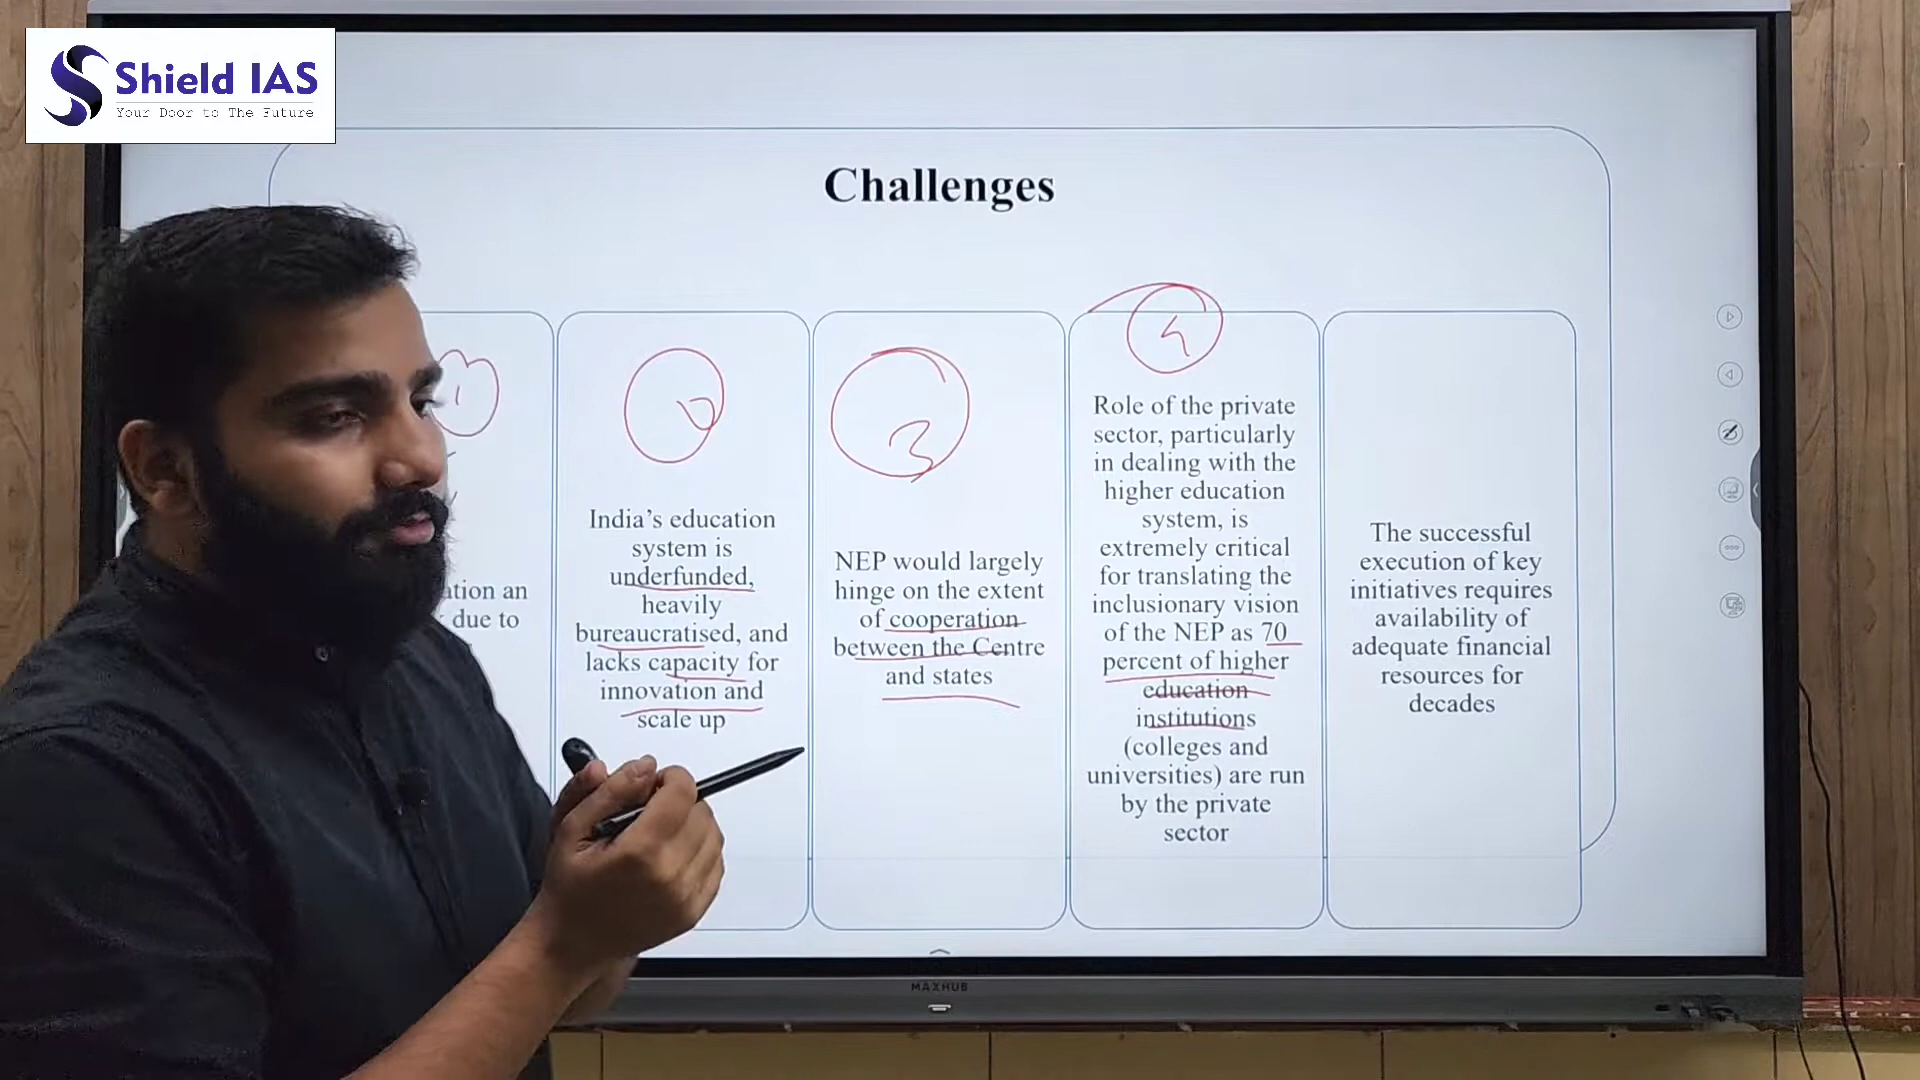 Shield IAS
Your Door to The Future
Challenges
1
due to
2
India’s education
system is
underfunded,
heavily
bureaucratised, and
lacks capacity for
innovation and
scale up
3
NEP would largely
hinge on the extent
of cooperation
between the Centre
and states
4
Role of the private
sector, particularly
in dealing with the
higher education
system, is
extremely critical
for translating the
inclusionary vision
of the NEP as 70
percent of higher
education
institutions
(colleges and
universities) are run
by the private
sector
The successful
execution of key
initiatives requires
availability of
adequate financial
resources for
decades
MAXHUB